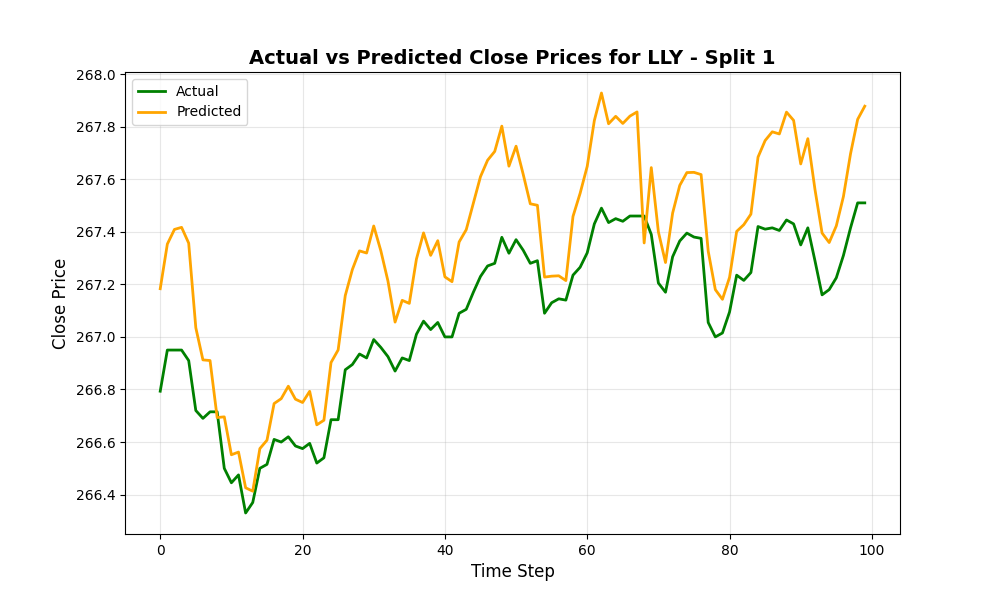 Actual vs Predicted Close Prices for LLY - Split 1
Actual
Predicted
Close Price
268.0
267.8
267.6
267.4
267.2
267.0
266.8
266.6
266.4
0 20 40 60 80 100
Time Step